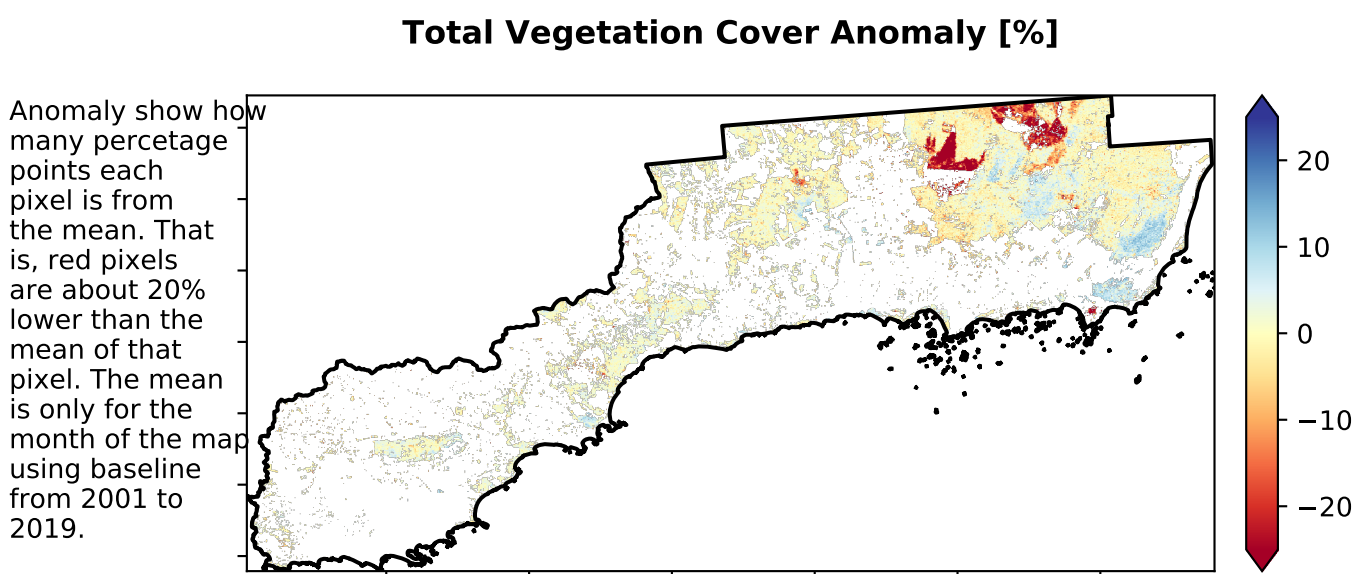 Total Vegetation Cover Anomaly [%]
Anomaly show how
many percetage
points each
pixel is from
the mean. That
is, red pixels
are about 20%
lower than the
mean of that
pixel. The mean
is only for the
month of the map
using baseline
from 2001 to
2019.
20
10
0
−10
−20